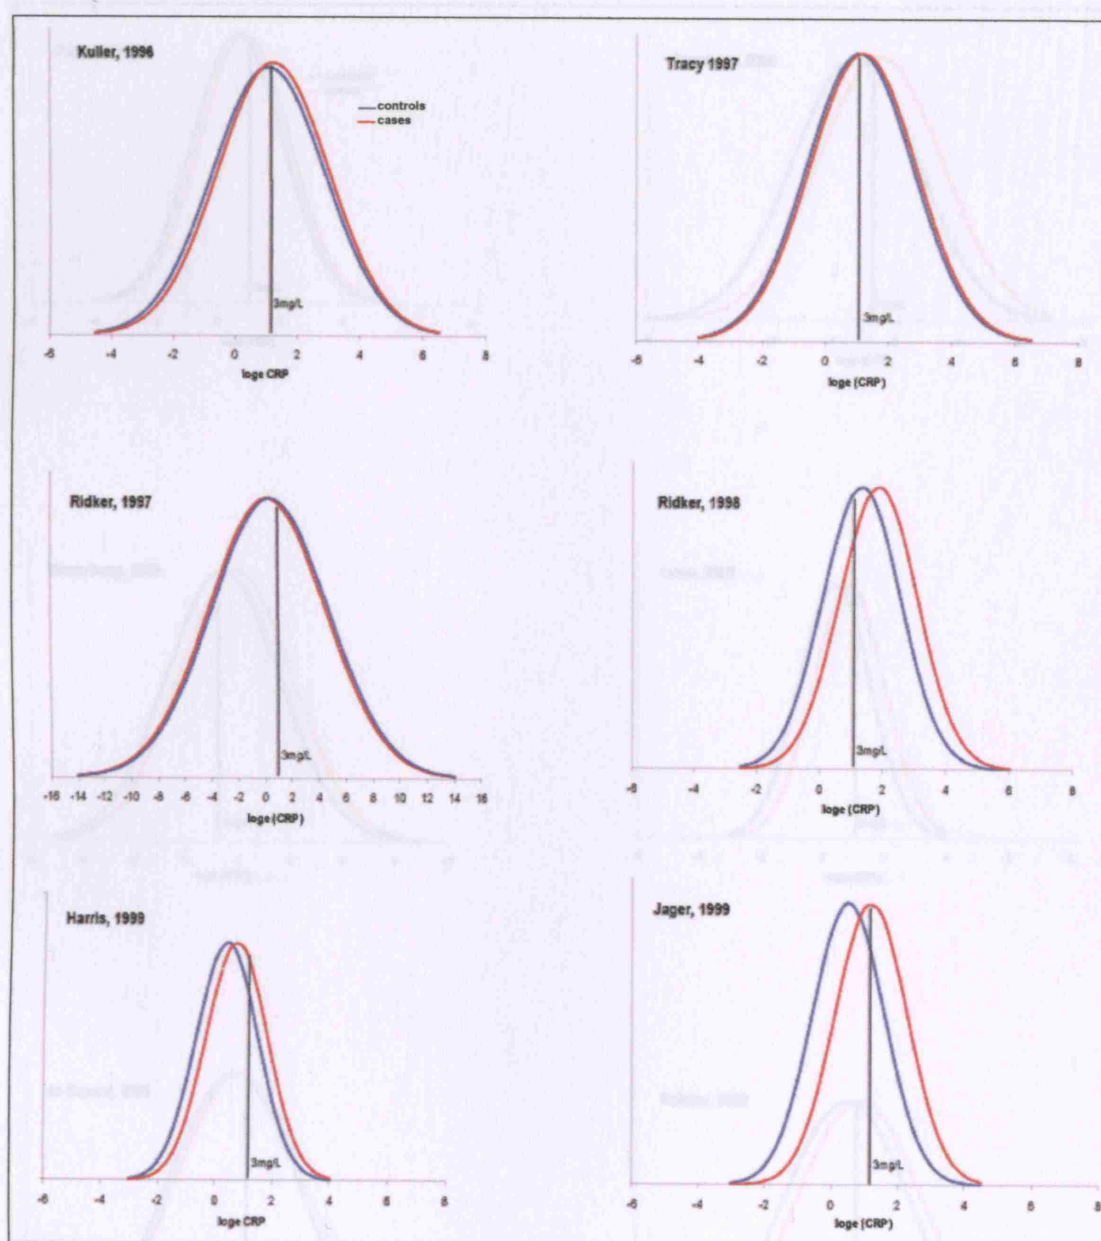 Kuller, 1996
controls
cases
3mg/L
-6 -4 -2 0 2 4 6 8
loge CRP
Tracy 1997
3mg/L
-6 -4 -2 0 2 4 6 8
loge (CRP)
Ridker, 1997
3mg/L
-16 -14 -12 -10 -8 -6 -4 -2 0 2 4 6 8 10 12 14 16
loge (CRP)
Ridker, 1998
3mg/L
-6 -4 -2 0 2 4 6 8
loge (CRP)
Harris, 1999
3mg/L
-6 -4 -2 0 2 4 6
loge CRP
Jager, 1999
3mg/L
-6 -4 -2 0 2 4 6 8
loge (CRP)